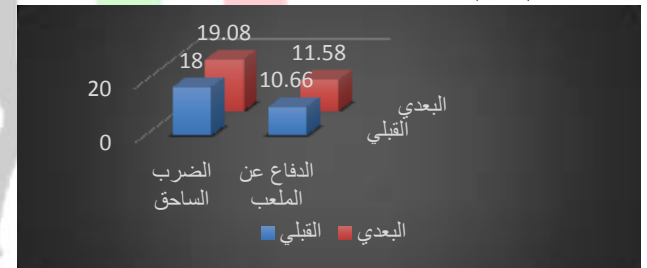 19.08
18
11.58
10.66
20
0
البعدي
القبلي
الضرب الساحق
الدفاع عن الملعب
القبلي البعدي